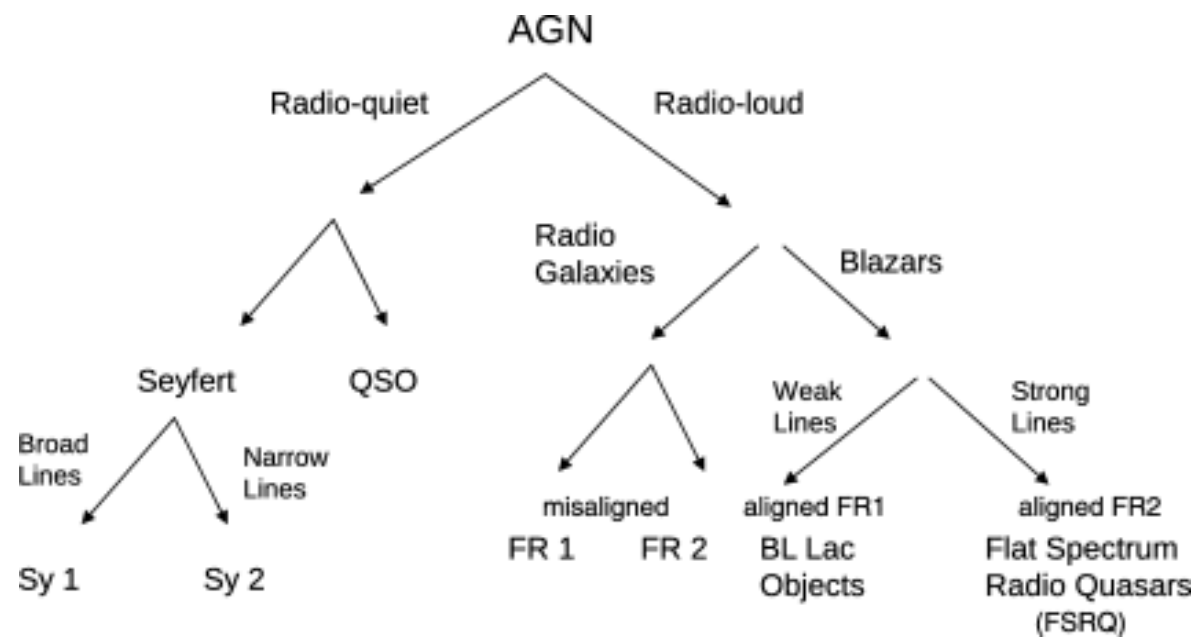 AGN
Radio-quiet
Radio-loud
Radio
Galaxies
Blazars
Seyfert
QSO
Weak
Lines
Strong
Lines
Broad
Lines
Narrow
Lines
misaligned
aligned FR1
aligned FR2
FR 1
FR 2
BL Lac
Objects
Flat Spectrum
Radio Quasars
(FSRQ)
Sy 1
Sy 2